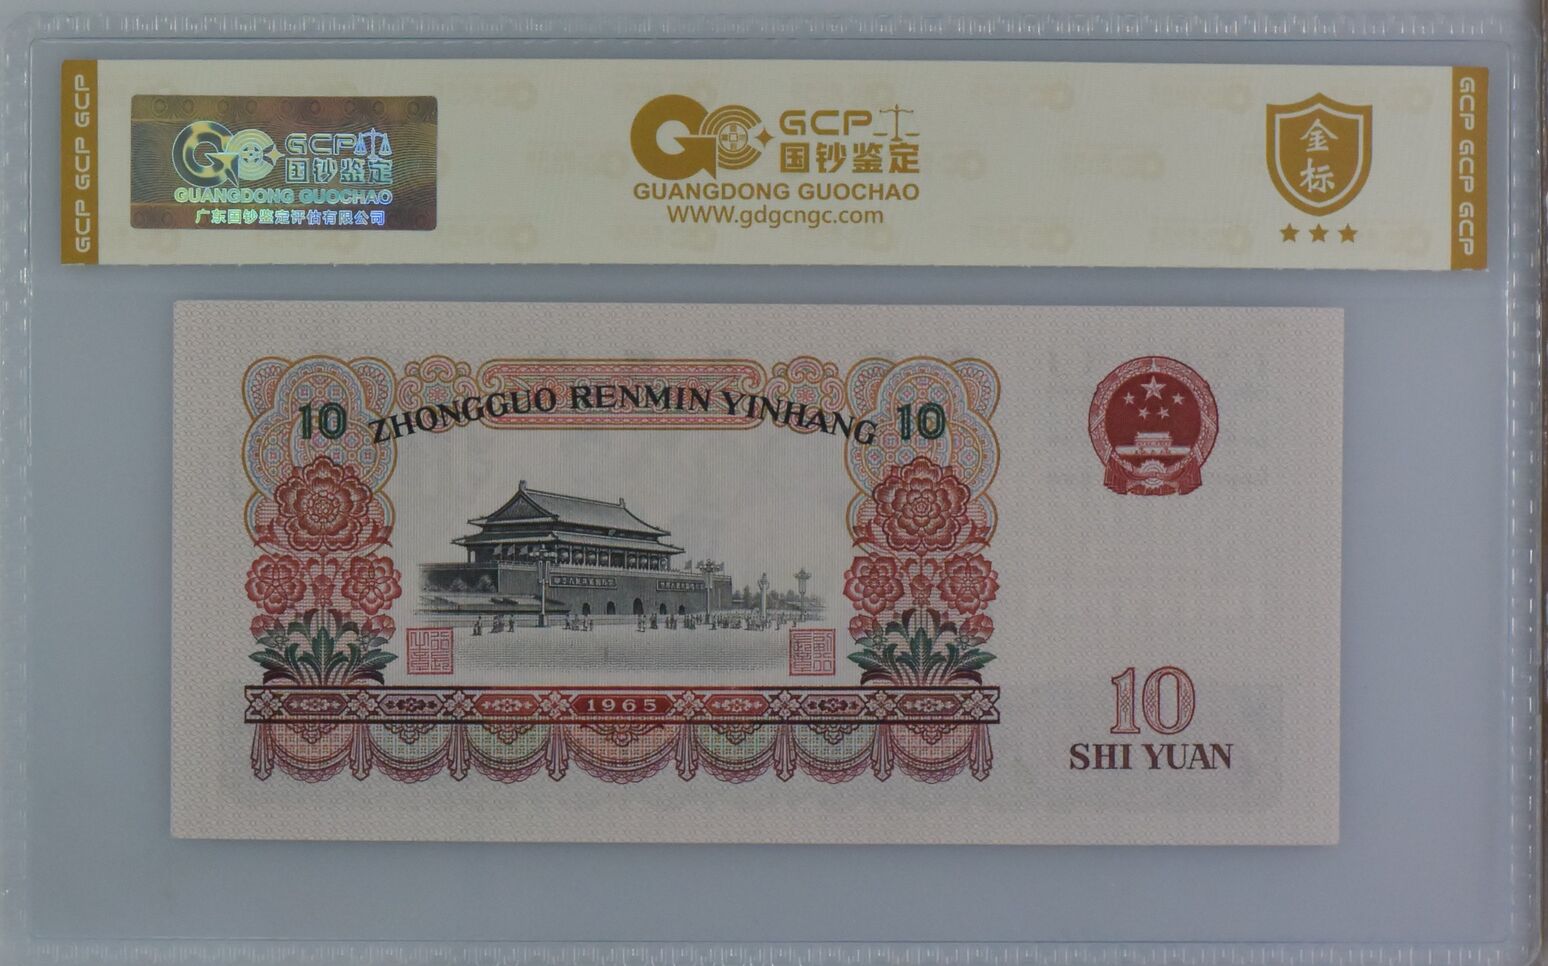 GCP GCP GCP
GCP
国钞鉴定
GUANGDONG GUOCHAO
广东国钞鉴定评估有限公司
GCP
国钞鉴定
GUANGDONG GUOCHAO
WWW.gdgcngc.com
金标
GCP GCP GCP
10 ZHONGGUO RENMIN YINHANG 10
1965
10
SHI YUAN